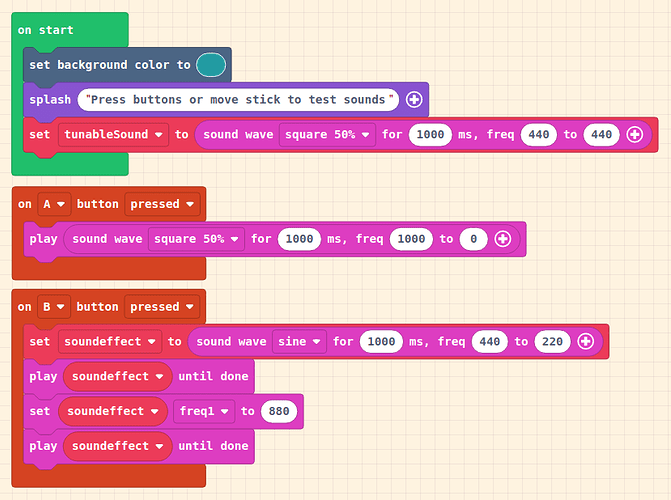 on start
set background color to
splash "Press buttons or move stick to test sounds"
set tunableSound to sound wave square 50% for 1000 ms, freq 440 to 440
on A button pressed
play sound wave square 50% for 1000 ms, freq 1000 to 0
on B button pressed
set soundeffect to sound wave sine for 1000 ms, freq 440 to 220
play soundeffect until done
set soundeffect freq1 to 880
play soundeffect until done